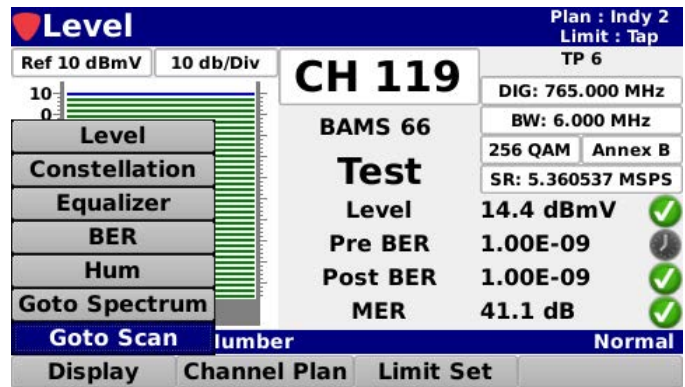 Level
Plan : Indy 2
Limit : Tap
Ref 10 dBmV
10 db/Div
10
0
CH 119
TP 6
DIG: 765.000 MHz
BAMS 66
BW: 6.000 MHz
256 QAM
Annex B
Test
SR: 5.360537 MSPS
Level 14.4 dBmV
Pre BER 1.00E-09
Post BER 1.00E-09
MER 41.1 dB
Level
Constellation
Equalizer
BER
Hum
Goto Spectrum
Goto Scan
Normal
Display
Channel Plan
Limit Set